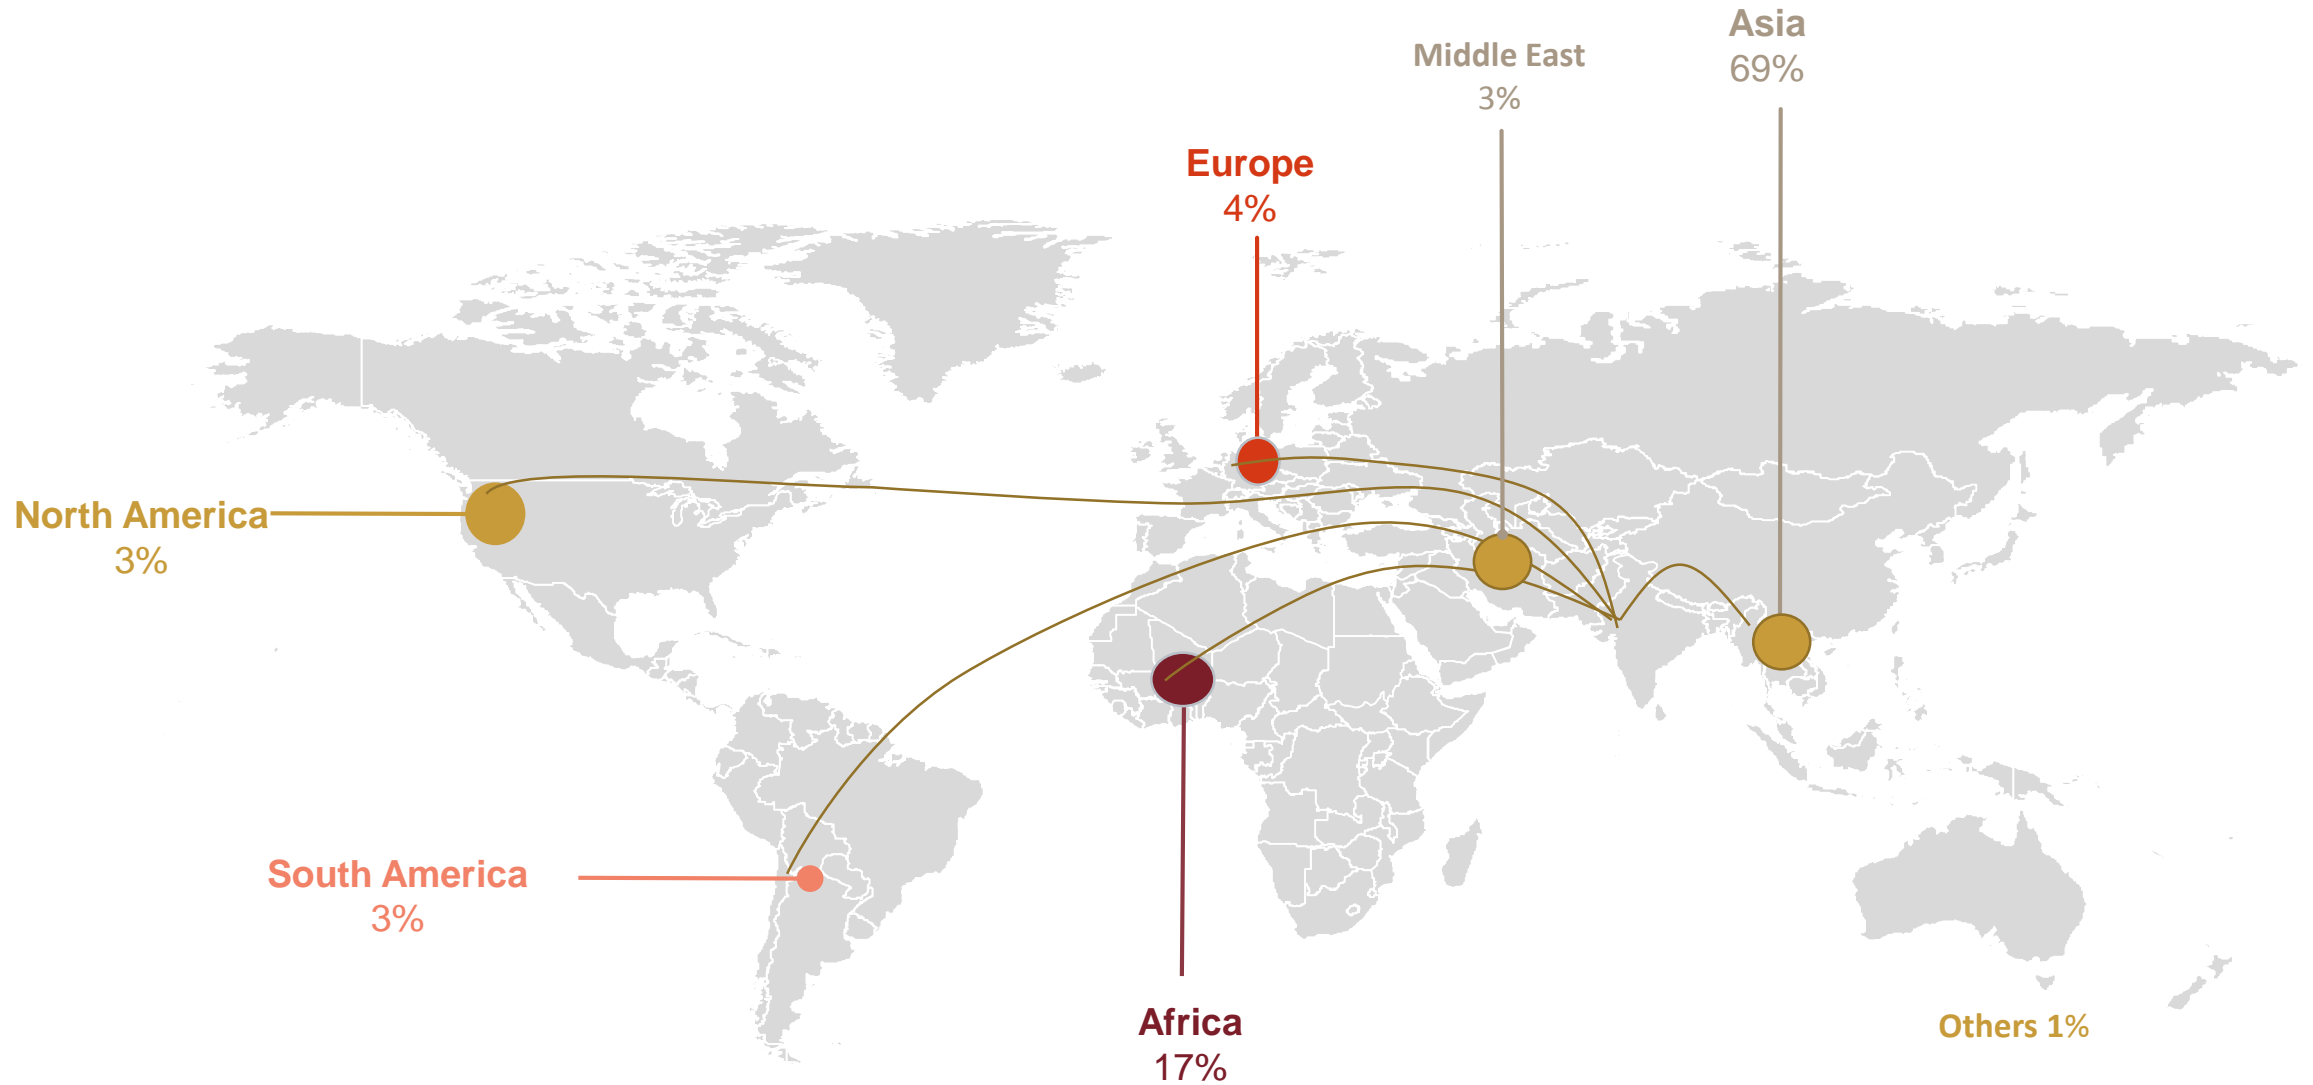 Asia
69%
Middle East
3%
Europe
4%
North America
3%
South America
3%
Africa
17%
Others 1%